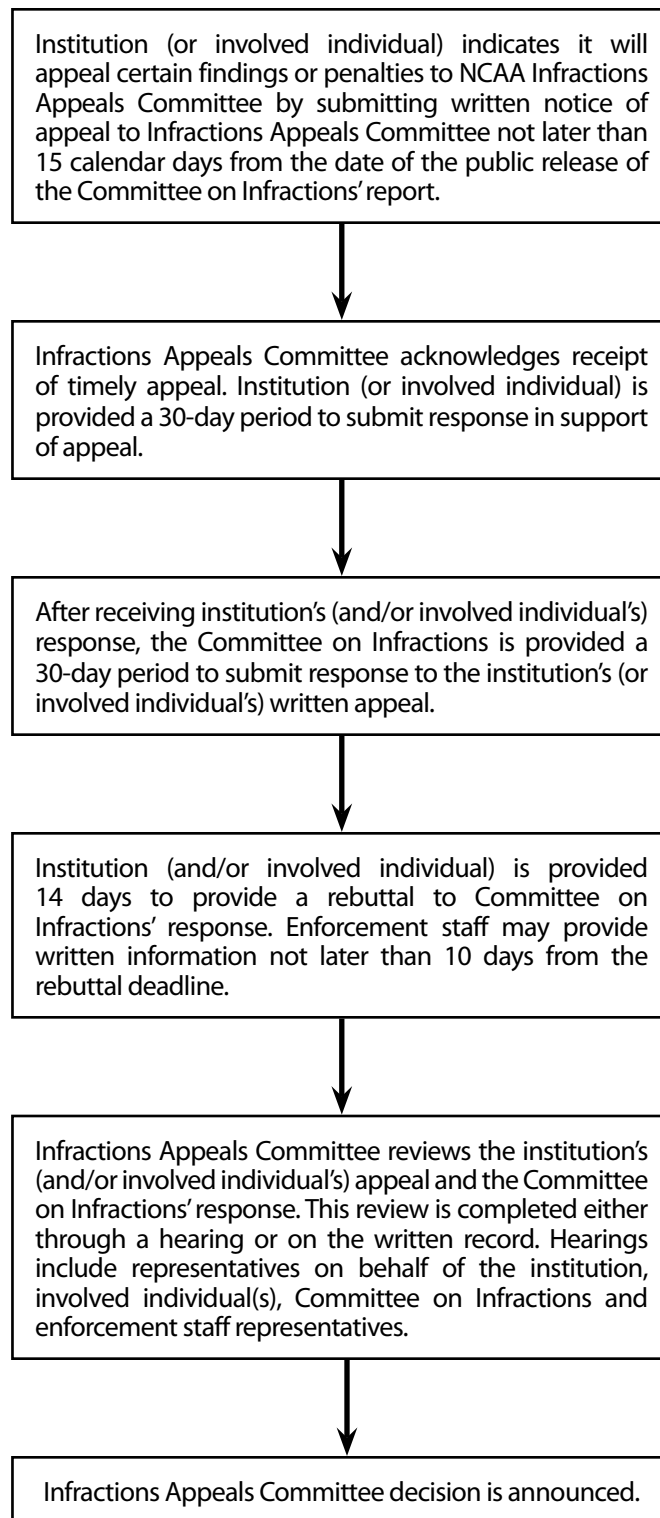 Institution (or involved individual) indicates it will
appeal certain findings or penalties to NCAA Infractions
Appeals Committee by submitting written notice of
appeal to Infractions Appeals Committee not later than
15 calendar days from the date of the public release of
the Committee on Infractions’ report.
Infractions Appeals Committee acknowledges receipt
of timely appeal. Institution (or involved individual) is
provided a 30-day period to submit response in support
of appeal.
After receiving institution’s (and/or involved individual’s)
response, the Committee on Infractions is provided a
30-day period to submit response to the institution’s (or
involved individual’s) written appeal.
Institution (and/or involved individual) is provided
14 days to provide a rebuttal to Committee on
Infractions’ response. Enforcement staff may provide
written information not later than 10 days from the
rebuttal deadline.
Infractions Appeals Committee reviews the institution’s
(and/or involved individual’s) appeal and the Committee
on Infractions’ response. This review is completed either
through a hearing or on the written record. Hearings
include representatives on behalf of the institution,
involved individual(s), Committee on Infractions and
enforcement staff representatives.
Infractions Appeals Committee decision is announced.